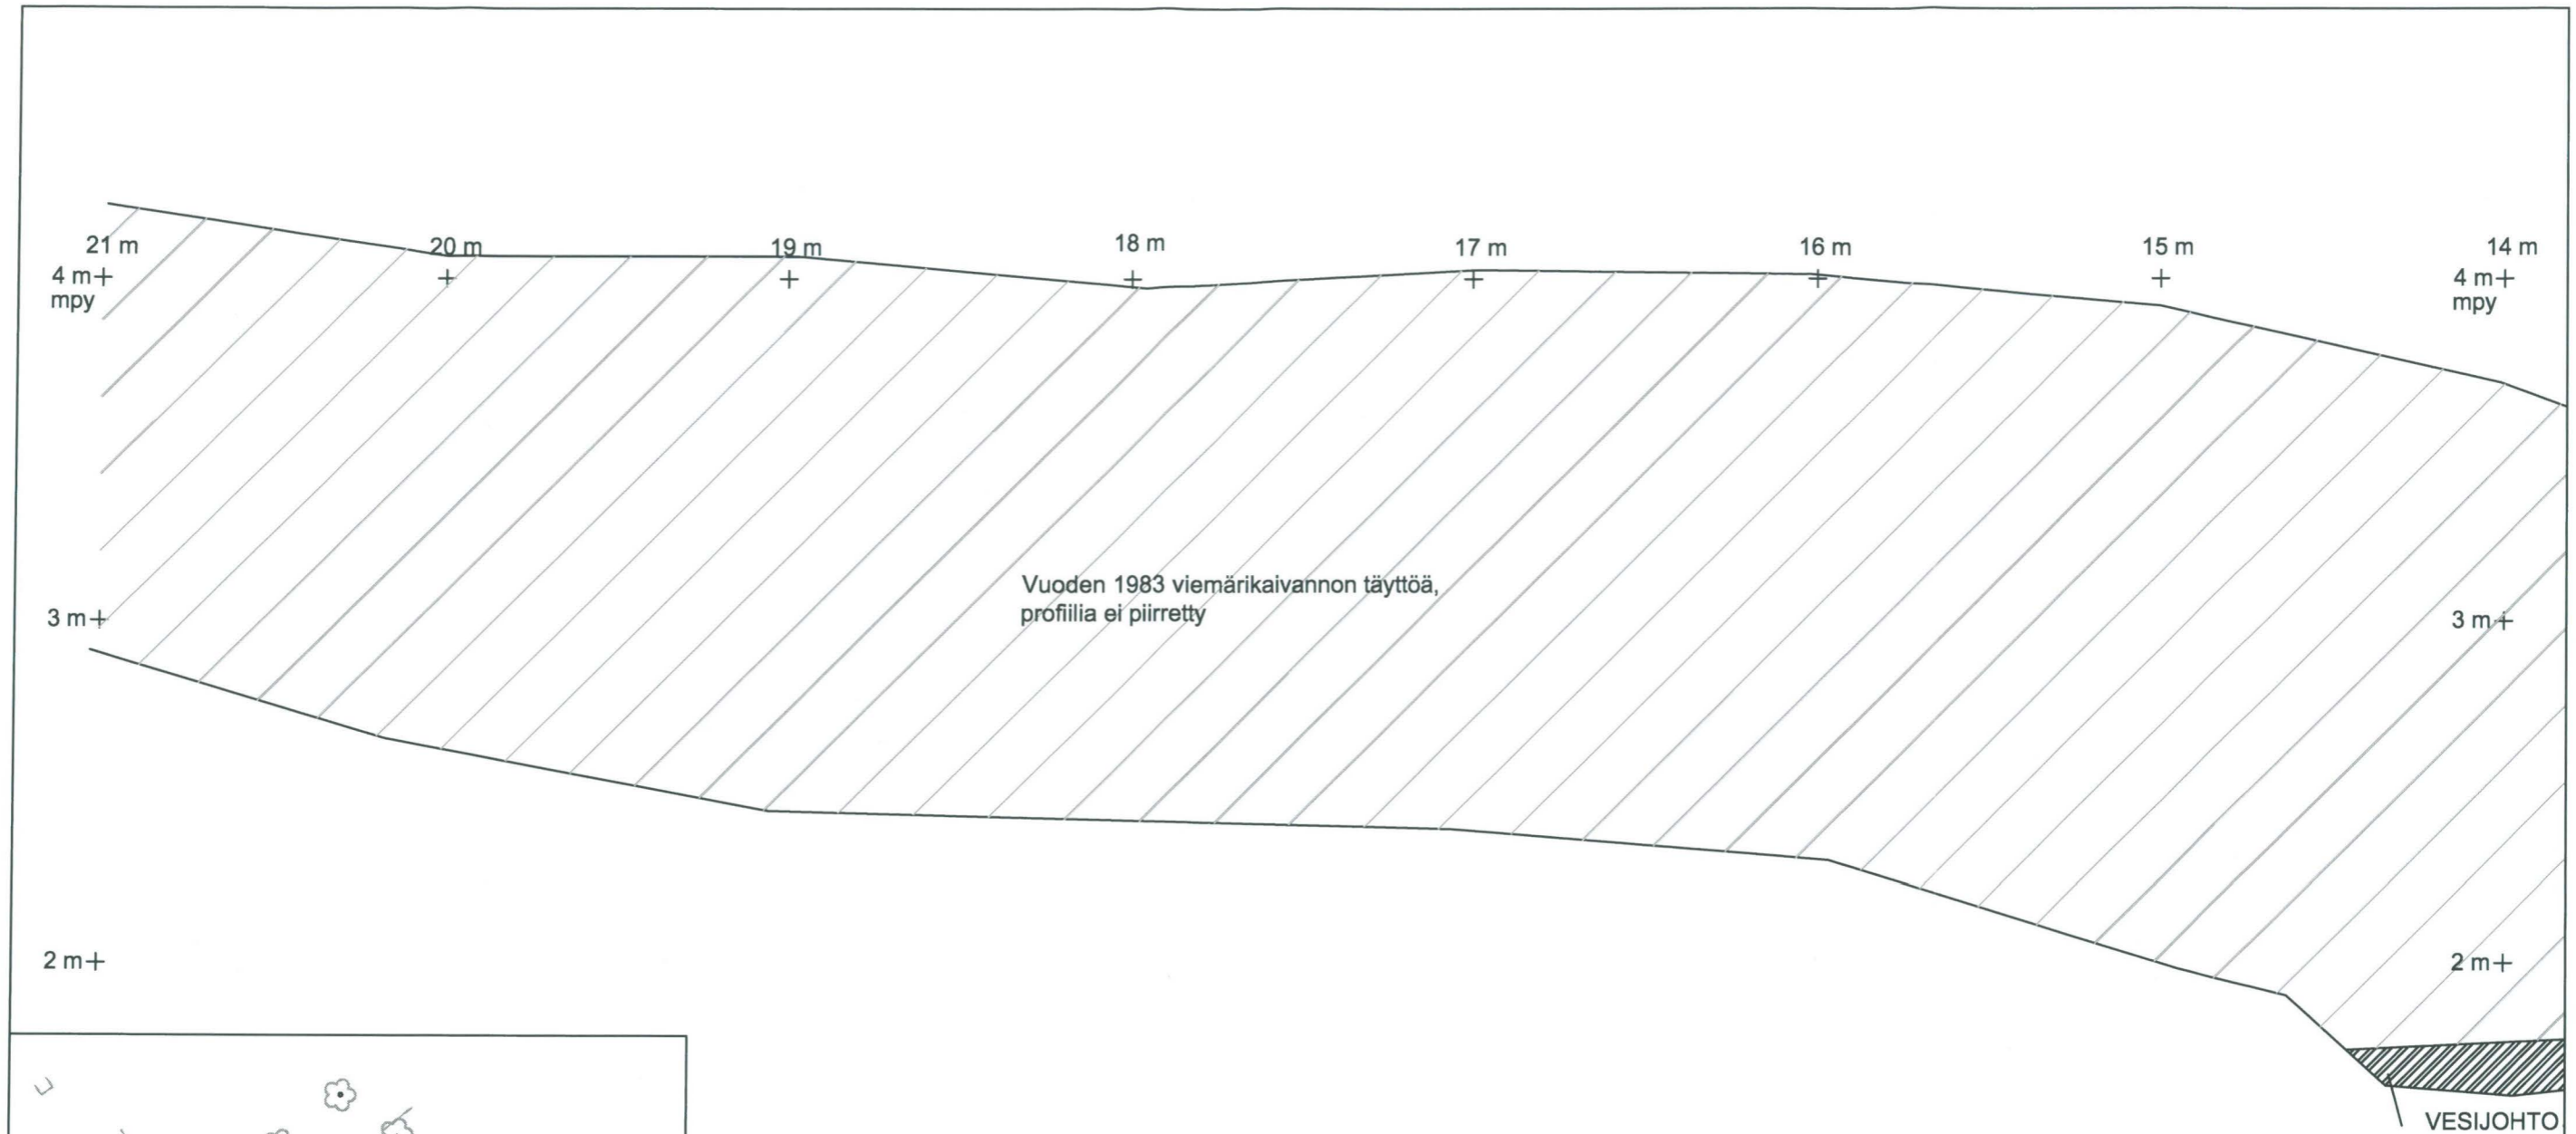 21 m
20 m
19 m
18 m
17 m
16 m
15 m
14 m
4 m
mpy
4 m
mpy
Vuoden 1983 viemärikaivannon täyttöä,
profiilia ei piirretty
3 m
3 m
2 m
2 m
VESIJOHTO